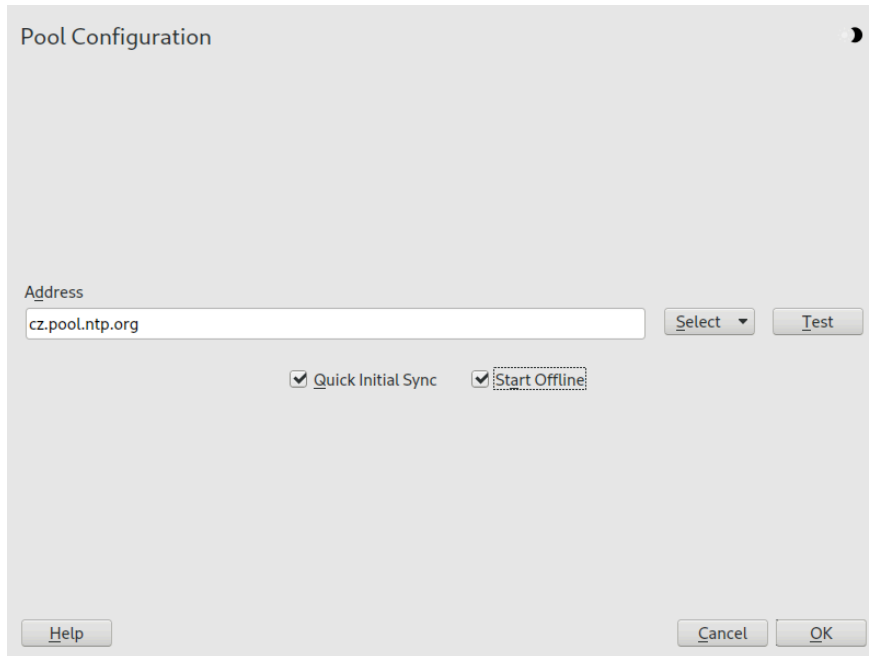 Pool Configuration
Address
cz.pool.ntp.org
Select
Test
Quick Initial Sync
Start Offline
Help
Cancel
OK